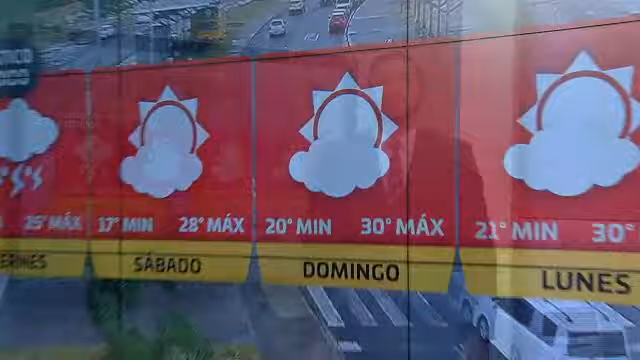 25° MÁX
17° MIN 28° MÁX
20° MIN 30° MÁX
21° MIN 30°
SÁBADO
DOMINGO
LUNES